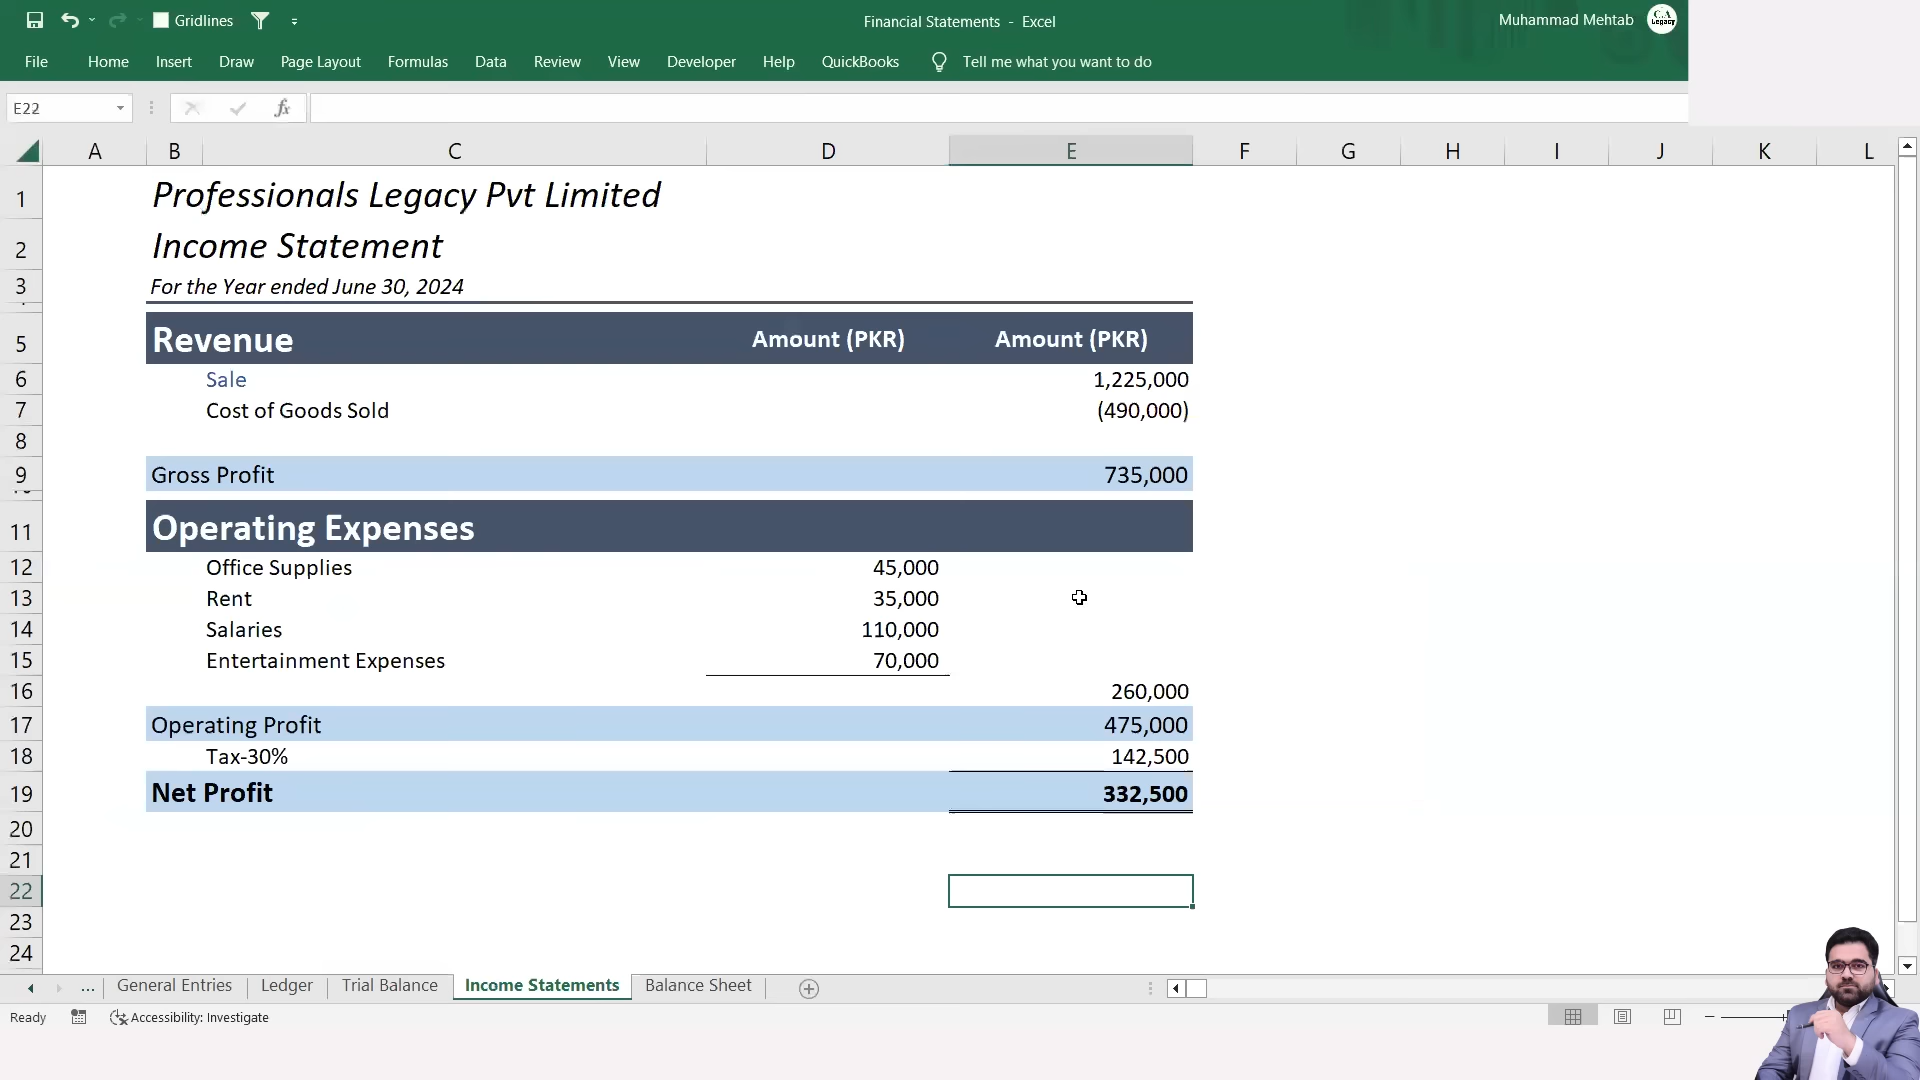 Gridlines
Financial Statements - Excel
Muhammad Mehtab
C.A
Legacy
File Home Insert Draw Page Layout Formulas Data Review View Developer Help QuickBooks Tell me what you want to do
E22 fx
A B C D E F G H I J K L
1 Professionals Legacy Pvt Limited
2 Income Statement
3 For the Year ended June 30, 2024
5 Revenue Amount (PKR) Amount (PKR)
6 Sale 1,225,000
7 Cost of Goods Sold (490,000)
8
9 Gross Profit 735,000
11 Operating Expenses
12 Office Supplies 45,000
13 Rent 35,000
14 Salaries 110,000
15 Entertainment Expenses 70,000
16 260,000
17 Operating Profit 475,000
18 Tax-30% 142,500
19 Net Profit 332,500
20
21
22
23
24
... General Entries Ledger Trial Balance Income Statements Balance Sheet
Ready Accessibility: Investigate